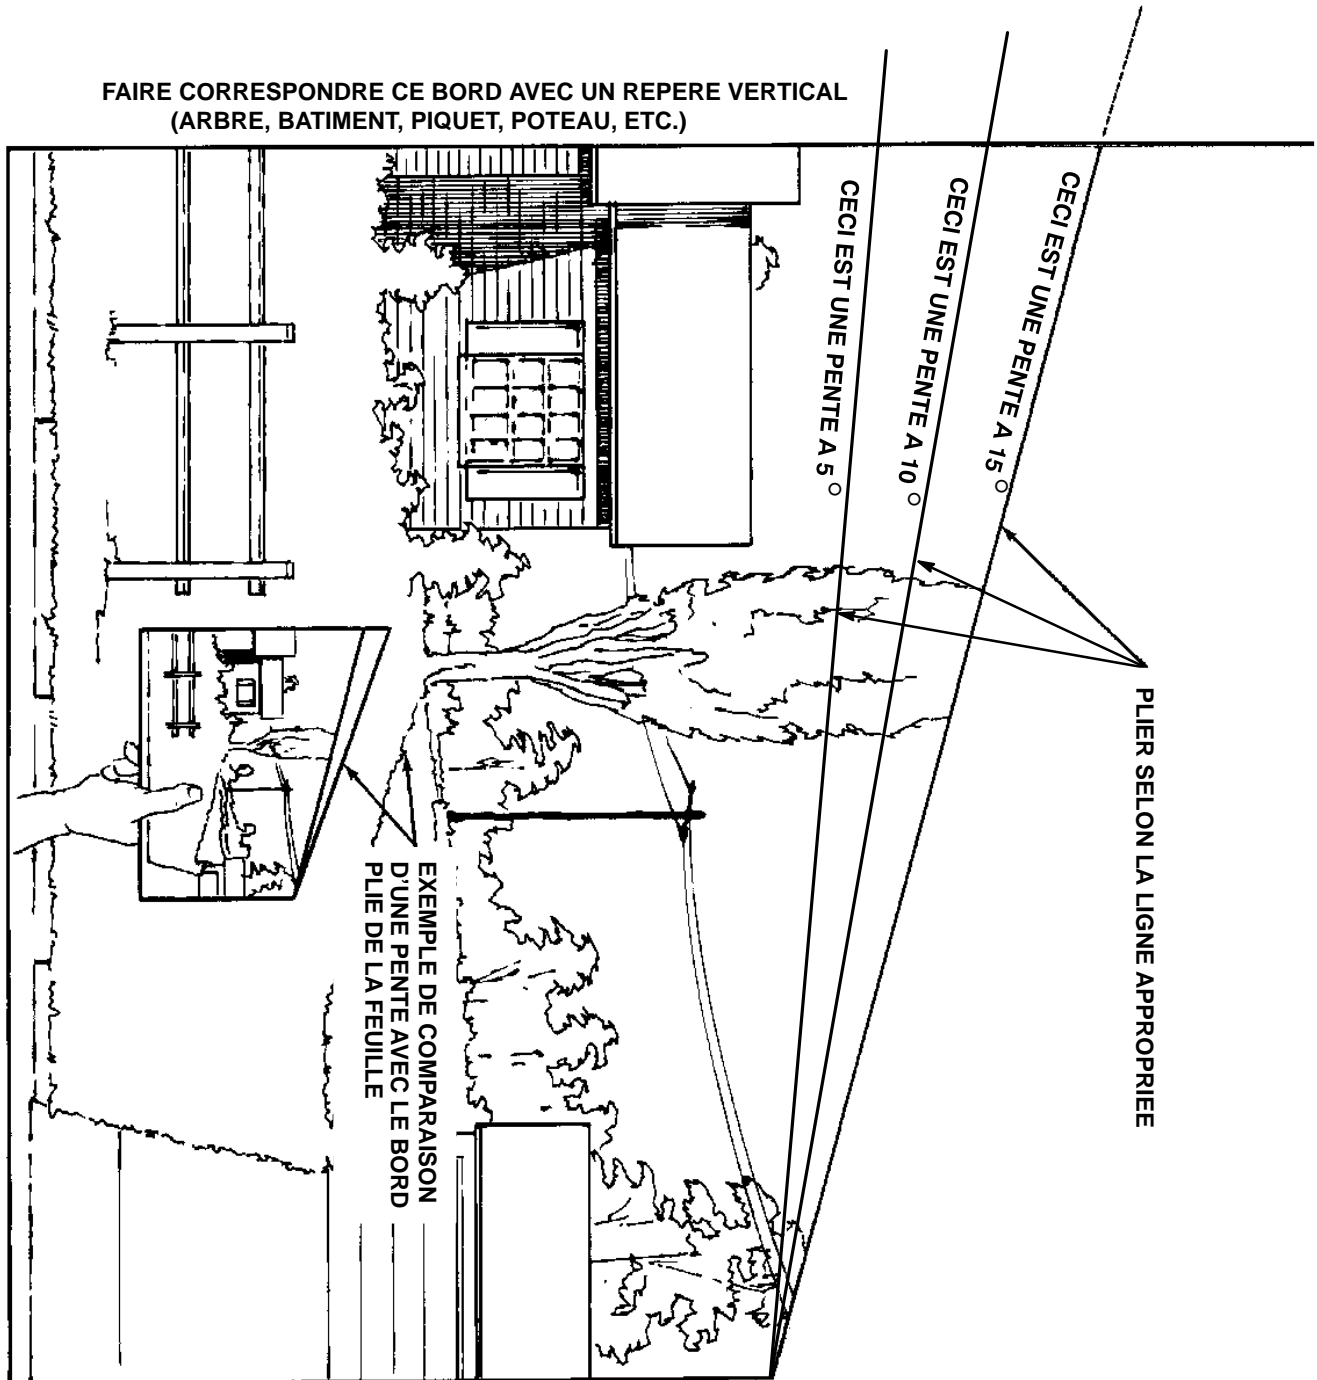 FAIRE CORRESPONDRE CE BORD AVEC UN REPERE VERTICAL
(ARBRE, BATIMENT, PIQUET, POTEAU, ETC.)
CECI EST UNE PENTE A 15°
CECI EST UNE PENTE A 10°
CECI EST UNE PENTE A 5°
PLIER SELON LA LIGNE APPROPRIEE
EXEMPLE DE COMPARAISON
D'UNE PENTE AVEC LE BORD
PLIE DE LA FEUILLE